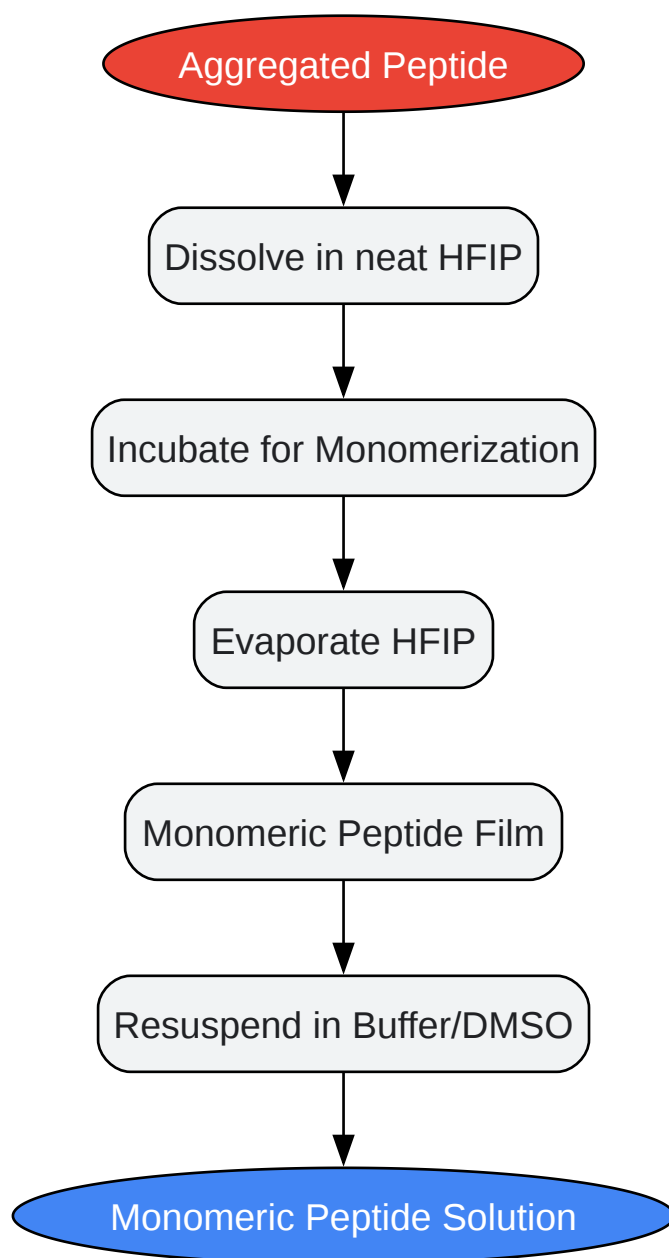 Aggregated Peptide
Dissolve in neat HFIP
Incubate for Monomerization
Evaporate HFIP
Monomeric Peptide Film
Resuspend in Buffer/DMSO
Monomeric Peptide Solution